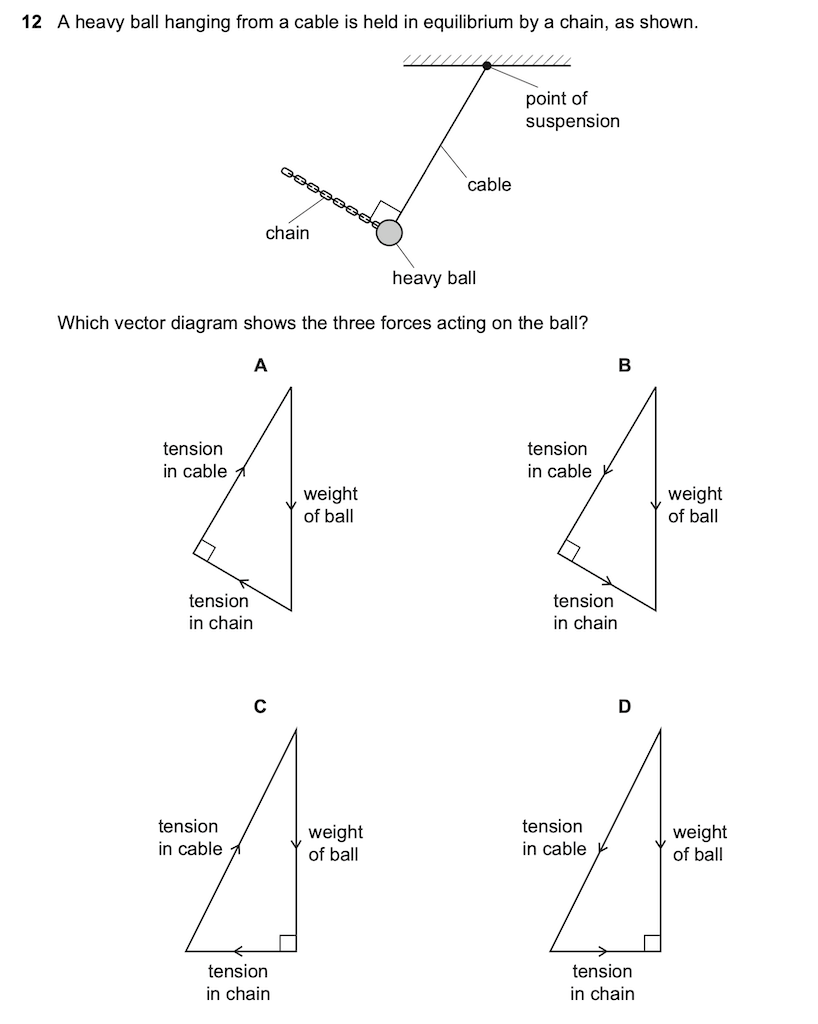 12 A heavy ball hanging from a cable is held in equilibrium by a chain, as shown.
point of
suspension
cable
chain
heavy ball
Which vector diagram shows the three forces acting on the ball?
A
tension
in cable
weight
of ball
tension
in chain
B
tension
in cable
weight
of ball
tension
in chain
C
tension
in cable
weight
of ball
tension
in chain
D
tension
in cable
weight
of ball
tension
in chain